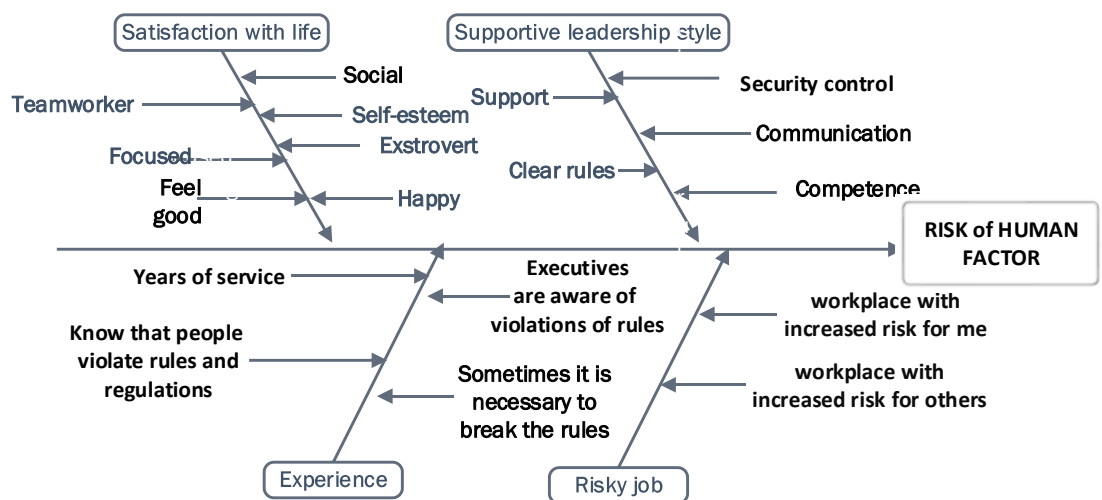 Satisfaction with life
Supportive leadership style
Social
Security control
Teamworker
Support
Self-esteem
Communication
Exstrovert
Focused
Clear rules
Feel
good
Happy
Competence
RISK of HUMAN
FACTOR
Years of service
Executives
are aware of
violations of rules
workplace with
increased risk for me
Know that people
violate rules and
regulations
Sometimes it is
necessary to
break the rules
workplace with
increased risk for others
Experience
Risky job